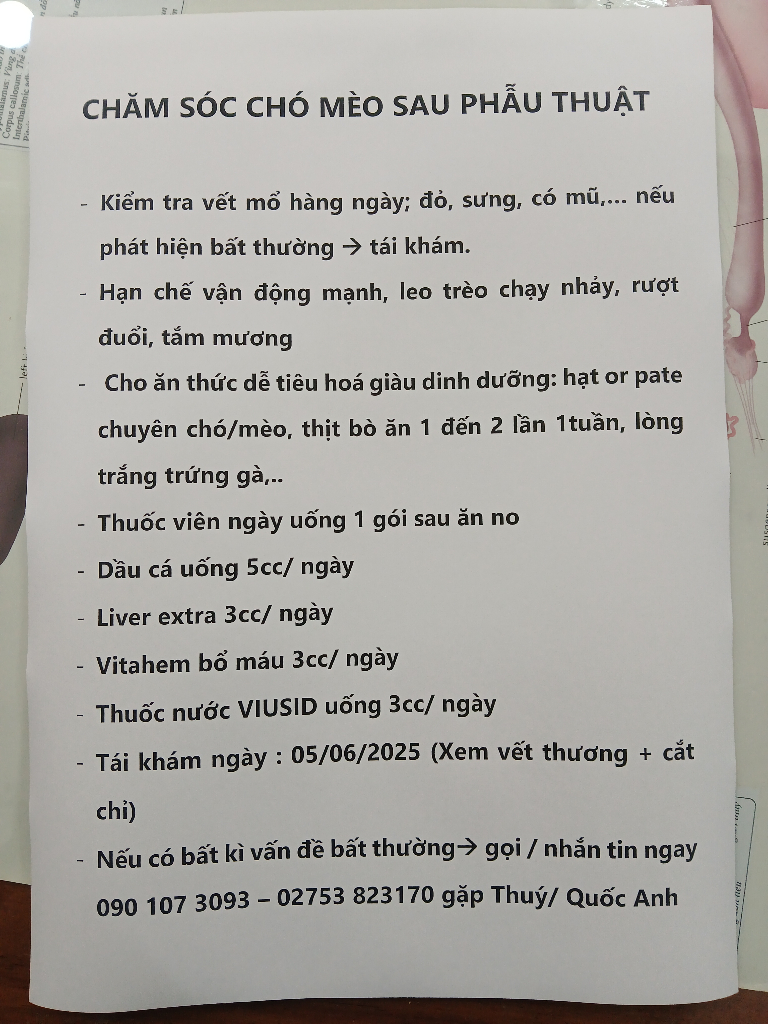 CHĂM SÓC CHÓ MÈO SAU PHẪU THUẬT
- Kiểm tra vết mổ hàng ngày; đỏ, sưng, có mũ,... nếu
phát hiện bất thường → tái khám.
- Hạn chế vận động mạnh, leo trèo chạy nhảy, rượt
đuổi, tắm mương
- Cho ăn thức dễ tiêu hoá giàu dinh dưỡng: hạt or pate
chuyên chó/mèo, thịt bò ăn 1 đến 2 lần 1tuần, lòng
trắng trứng gà,..
- Thuốc viên ngày uống 1 gói sau ăn no
- Dầu cá uống 5cc/ ngày
- Liver extra 3cc/ ngày
- Vitahem bổ máu 3cc/ ngày
- Thuốc nước VIUSID uống 3cc/ ngày
- Tái khám ngày : 05/06/2025 (Xem vết thương + cắt
chỉ)
- Nếu có bất kì vấn đề bất thường→ gọi / nhắn tin ngay
090 107 3093 – 02753 823170 gặp Thuý/ Quốc Anh
Corpus callosum